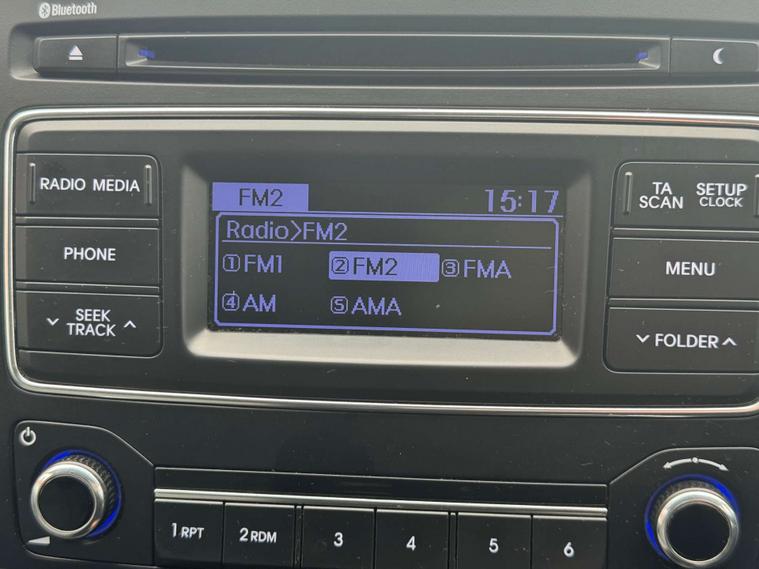 Bluetooth
RADIO MEDIA
PHONE
SEEK
TRACK
FM2 15:17
Radio>FM2
①FM1 ②FM2 ③FMA
④AM ⑤AMA
TA
SCAN
SETUP
CLOCK
MENU
FOLDER
1 RPT 2 RDM 3 4 5 6